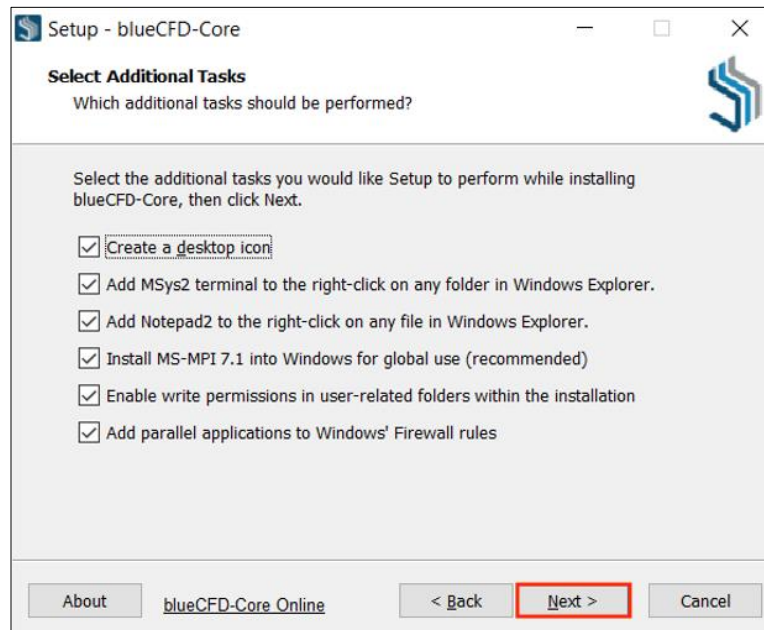 Setup - blueCFD-Core
Select Additional Tasks
Which additional tasks should be performed?
Select the additional tasks you would like Setup to perform while installing
blueCFD-Core, then click Next.
Create a desktop icon
Add MSys2 terminal to the right-click on any folder in Windows Explorer.
Add Notepad2 to the right-click on any file in Windows Explorer.
Install MS-MPI 7.1 into Windows for global use (recommended)
Enable write permissions in user-related folders within the installation
Add parallel applications to Windows' Firewall rules
About blueCFD-Core Online < Back Next > Cancel